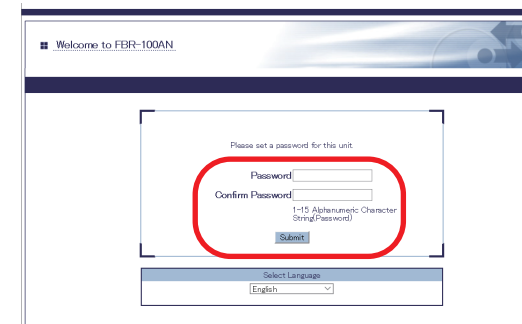 Welcome to FBR-100AN
Please set a password for this unit.
Password
Confirm Password
1-15 Alphanumeric Character
String(Password)
Submit
Select Language
English